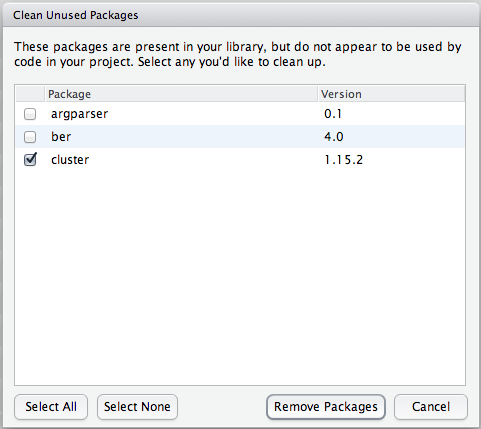 Clean Unused Packages
These packages are present in your library, but do not appear to be used by
code in your project. Select any you'd like to clean up.
Package Version
argparser 0.1
ber 4.0
cluster 1.15.2
Select All Select None Remove Packages Cancel